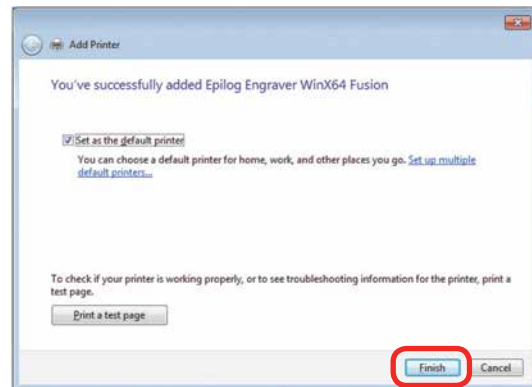 Add Printer
You've successfully added Epilog Engraver WinX64 Fusion
Set as the default printer
You can choose a default printer for home, work, and other places you go. Set up multiple
default printers...
To check if your printer is working properly, or to see troubleshooting information for the printer, print a
test page.
Print a test page
Finish Cancel